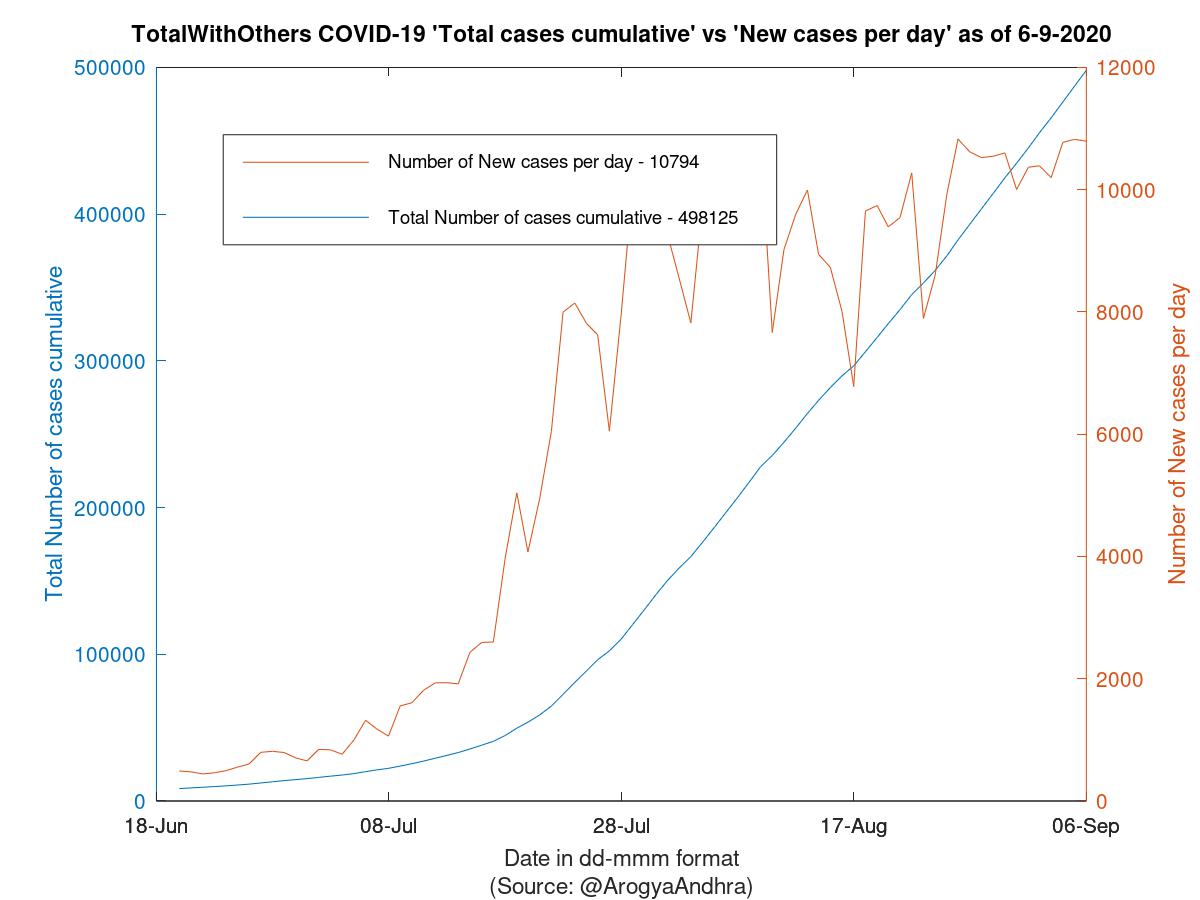 TotalWithOthers COVID-19 'Total cases cumulative' vs 'New cases per day' as of 6-9-2020
500000
400000
300000
200000
100000
0
Total Number of cases cumulative
Number of New cases per day - 10794
Total Number of cases cumulative - 498125
12000
10000
8000
6000
4000
2000
0
Number of New cases per day
18-Jun
08-Jul
28-Jul
17-Aug
06-Sep
Date in dd-mmm format
(Source: @ArogyaAndhra)